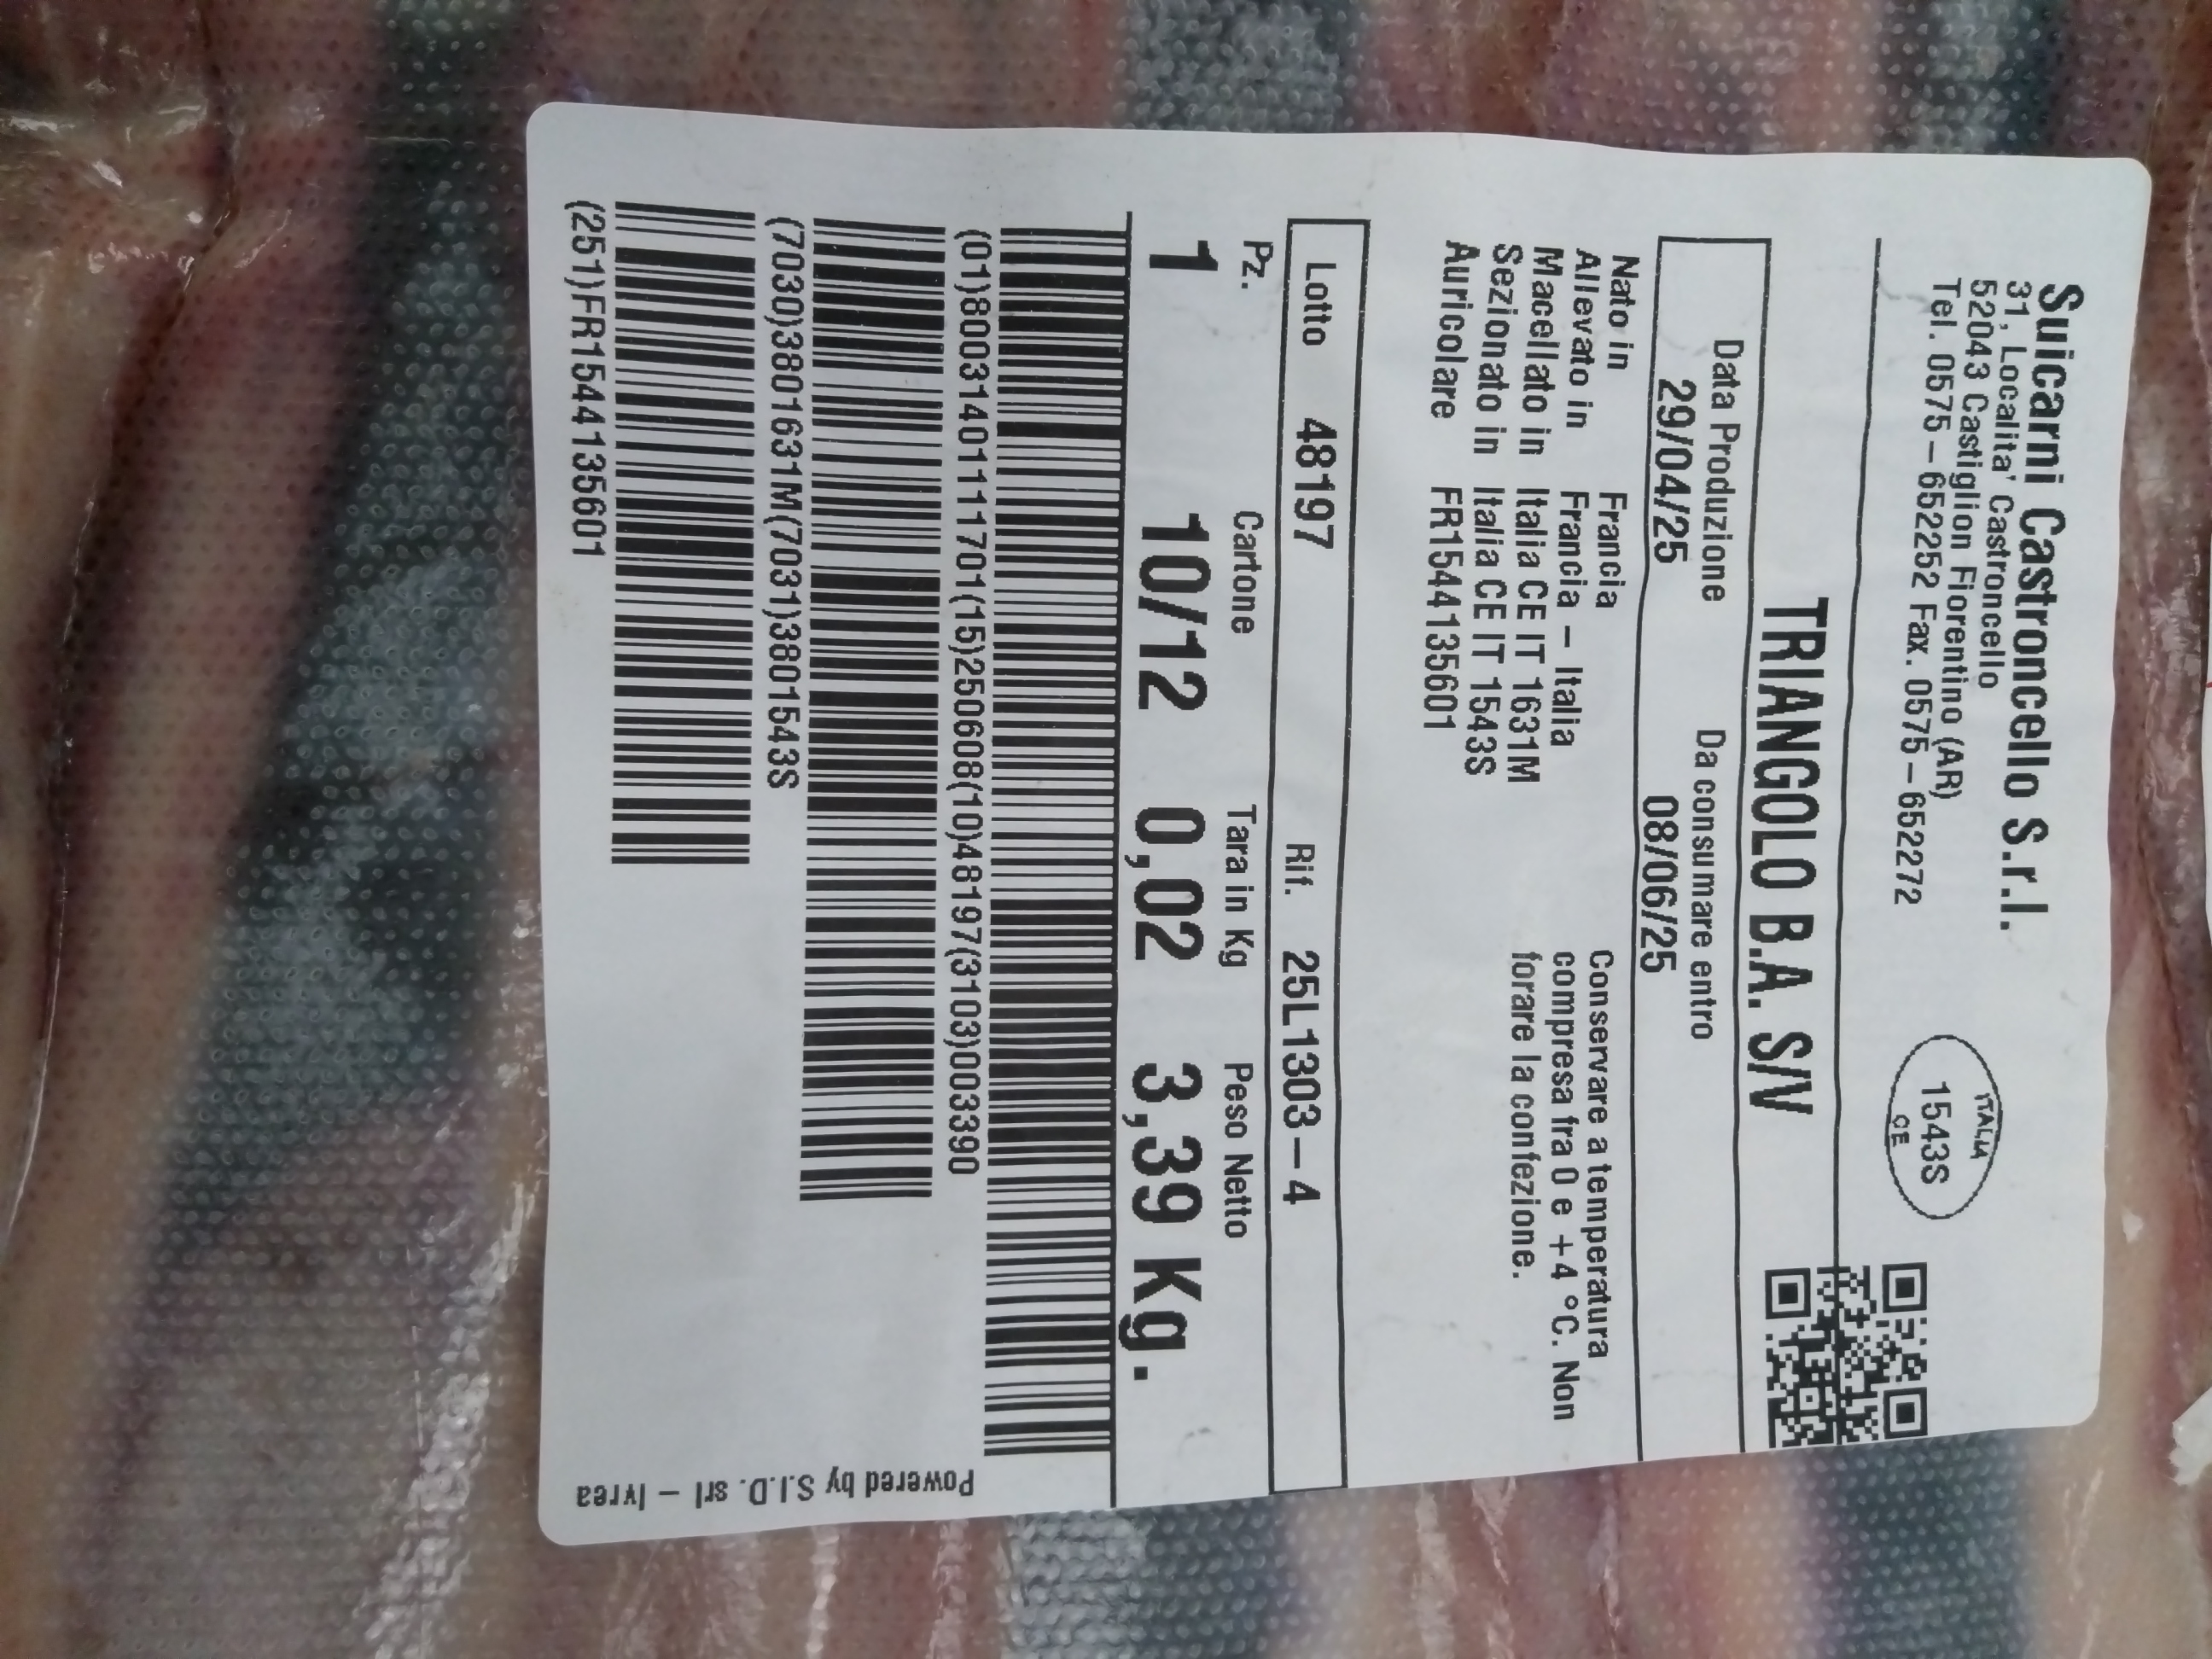 Suicarni Castroncello S.r.l.
31, Localita' Castroncello
52043 Castiglion Fiorentino (AR)
Tel. 0575-652252 Fax. 0575-652272
ITALIA
1543S
CE
TRIANGOLO B.A. S/V
Data Produzione Da consumare entro
29/04/25 08/06/25
Nato in Francia
Allevato in Francia - Italia
Macellato in Italia CE IT 1631M
Sezionato in Italia CE IT 1543S
Auricolare FR1544135601
Conservare a temperatura
compresa fra 0 e +4 °C. Non
forare la confezione.
Lotto 48197 Rif. 25L1303-4
Pz. Cartone Tara in Kg Peso Netto
1 10/12 0,02 3,39 Kg.
(01)80031401111701(15)250608(10)48197(3103)003390
(7030)3801631M(7031)3801543S
(251)FR1544135601
Powered by S.I.D. srl - Ivrea